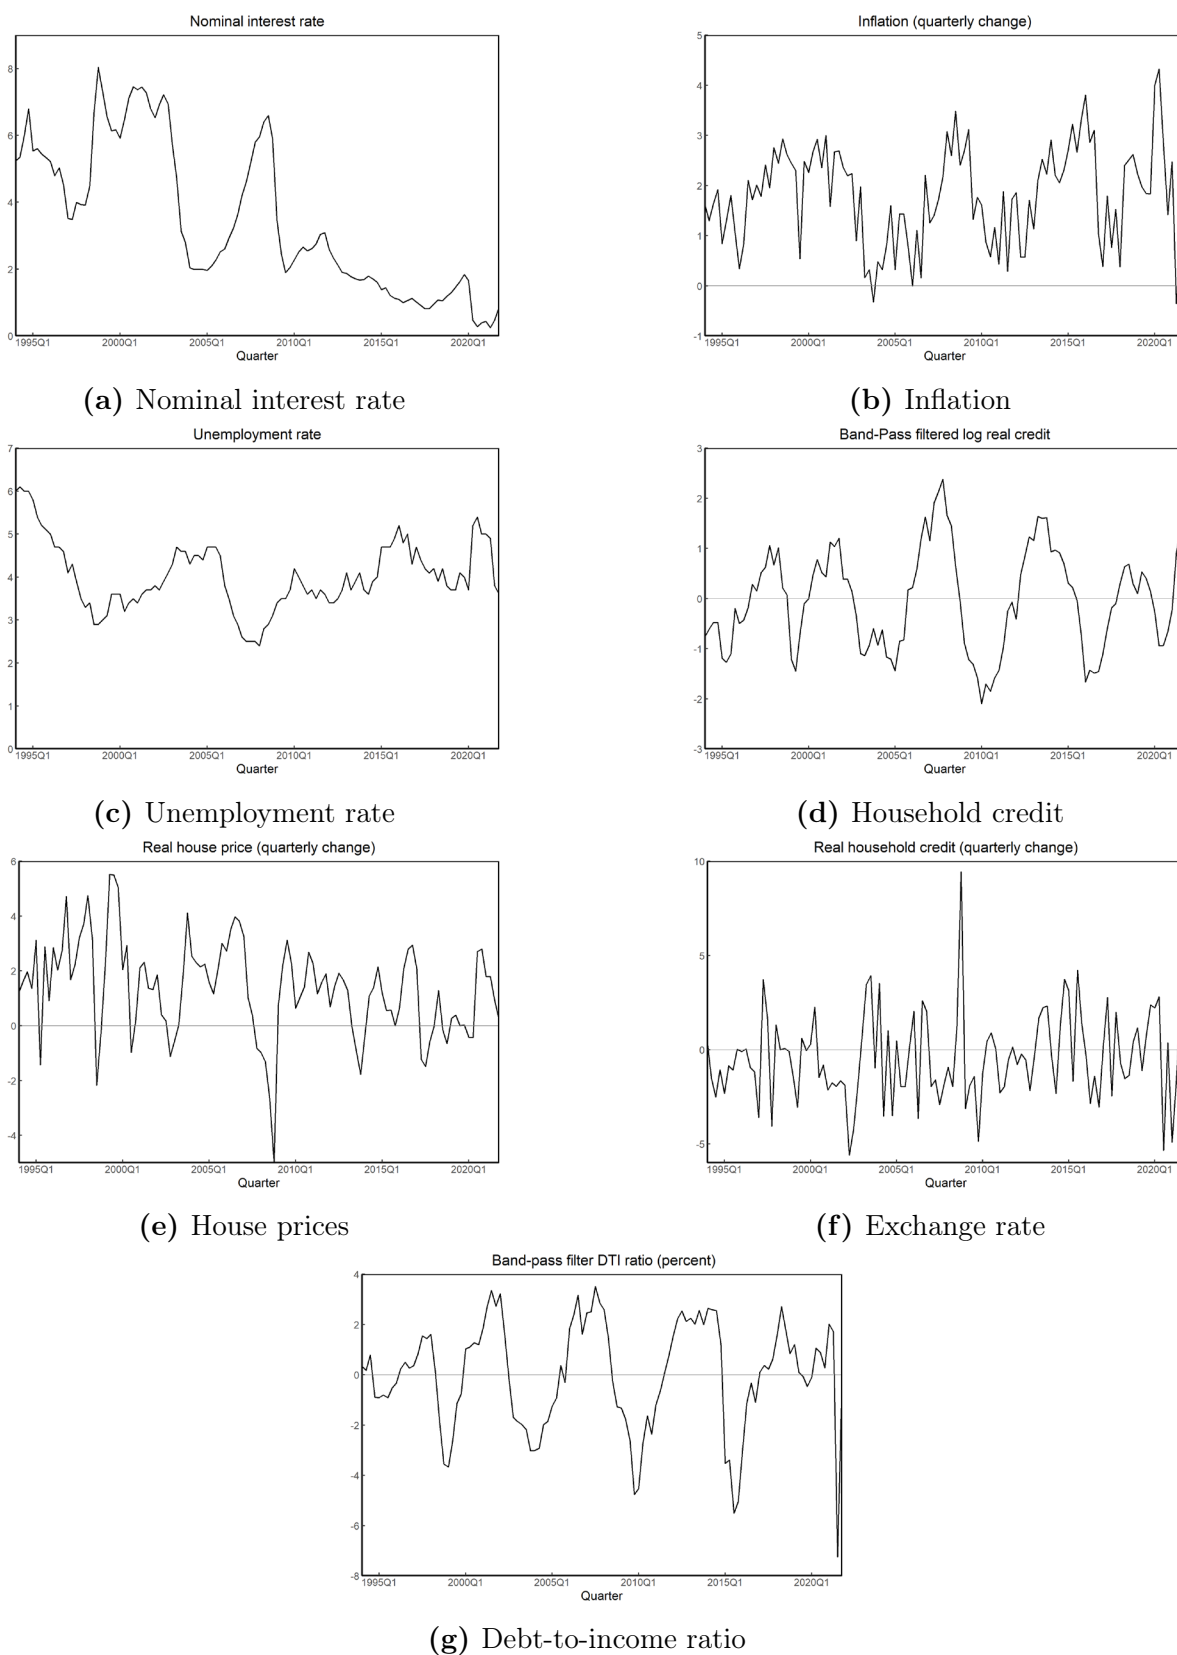 Nominal interest rate
8
6
4
2
0
1995Q1 2000Q1 2005Q1 2010Q1 2015Q1 2020Q1
Quarter
(a) Nominal interest rate
Inflation (quarterly change)
5
4
3
2
1
0
-1
1995Q1 2000Q1 2005Q1 2010Q1 2015Q1 2020Q1
Quarter
(b) Inflation
Unemployment rate
7
6
5
4
3
2
1
0
1995Q1 2000Q1 2005Q1 2010Q1 2015Q1 2020Q1
Quarter
(c) Unemployment rate
Band-Pass filtered log real credit
3
2
1
0
-1
-2
-3
1995Q1 2000Q1 2005Q1 2010Q1 2015Q1 2020Q1
Quarter
(d) Household credit
Real house price (quarterly change)
6
4
2
0
-2
-4
1995Q1 2000Q1 2005Q1 2010Q1 2015Q1 2020Q1
Quarter
(e) House prices
Real household credit (quarterly change)
10
5
0
-5
1995Q1 2000Q1 2005Q1 2010Q1 2015Q1 2020Q1
Quarter
(f) Exchange rate
Band-pass filter DTI ratio (percent)
4
2
0
-2
-4
-6
-8
1995Q1 2000Q1 2005Q1 2010Q1 2015Q1 2020Q1
Quarter
(g) Debt-to-income ratio